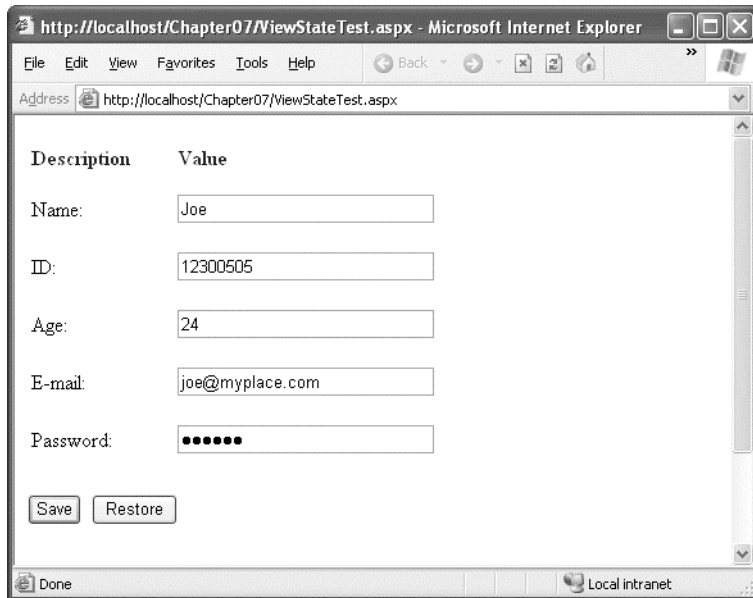 http://localhost/Chapter07/ViewStateTest.aspx - Microsoft Internet Explorer
File Edit View Favorites Tools Help Back »
Address http://localhost/Chapter07/ViewStateTest.aspx
Description Value
Name: Joe
ID: 12300505
Age: 24
E-mail: joe@myplace.com
Password: ●●●●●●
Save Restore
Done Local intranet